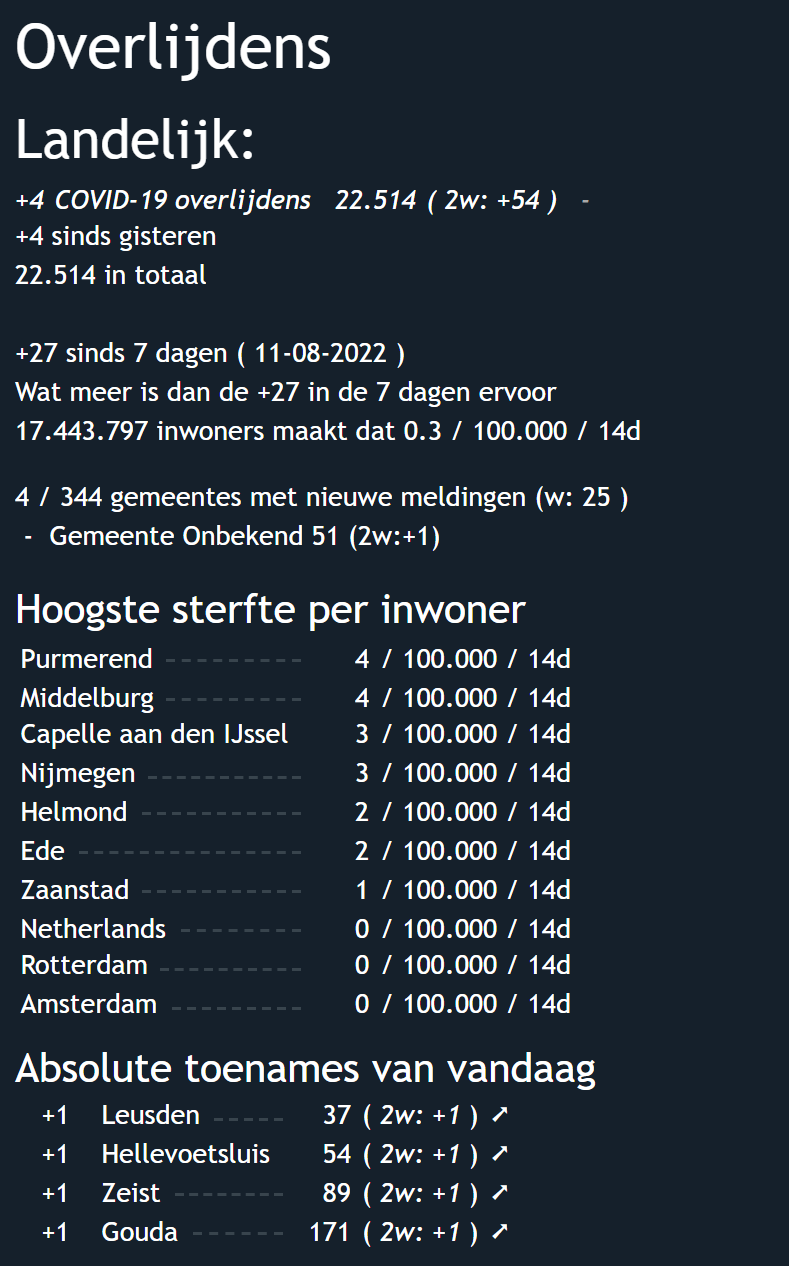 Overlijdens
Landelijk:
+4 COVID-19 overlijdens 22.514 ( 2w: +54 ) -
+4 sinds gisteren
22.514 in totaal
+27 sinds 7 dagen ( 11-08-2022 )
Wat meer is dan de +27 in de 7 dagen ervoor
17.443.797 inwoners maakt dat 0.3 / 100.000 / 14d
4 / 344 gemeentes met nieuwe meldingen (w: 25 )
- Gemeente Onbekend 51 (2w:+1)
Hoogste sterfte per inwoner
Purmerend --------- 4 / 100.000 / 14d
Middelburg --------- 4 / 100.000 / 14d
Capelle aan den IJssel 3 / 100.000 / 14d
Nijmegen ---------- 3 / 100.000 / 14d
Helmond ---------- 2 / 100.000 / 14d
Ede -------------- 2 / 100.000 / 14d
Zaanstad ---------- 1 / 100.000 / 14d
Netherlands -------- 0 / 100.000 / 14d
Rotterdam --------- 0 / 100.000 / 14d
Amsterdam -------- 0 / 100.000 / 14d
Absolute toenames van vandaag
+1 Leusden ----- 37 ( 2w: +1 ) ➚
+1 Hellevoetsluis 54 ( 2w: +1 ) ➚
+1 Zeist ------- 89 ( 2w: +1 ) ➚
+1 Gouda ------ 171 ( 2w: +1 ) ➚